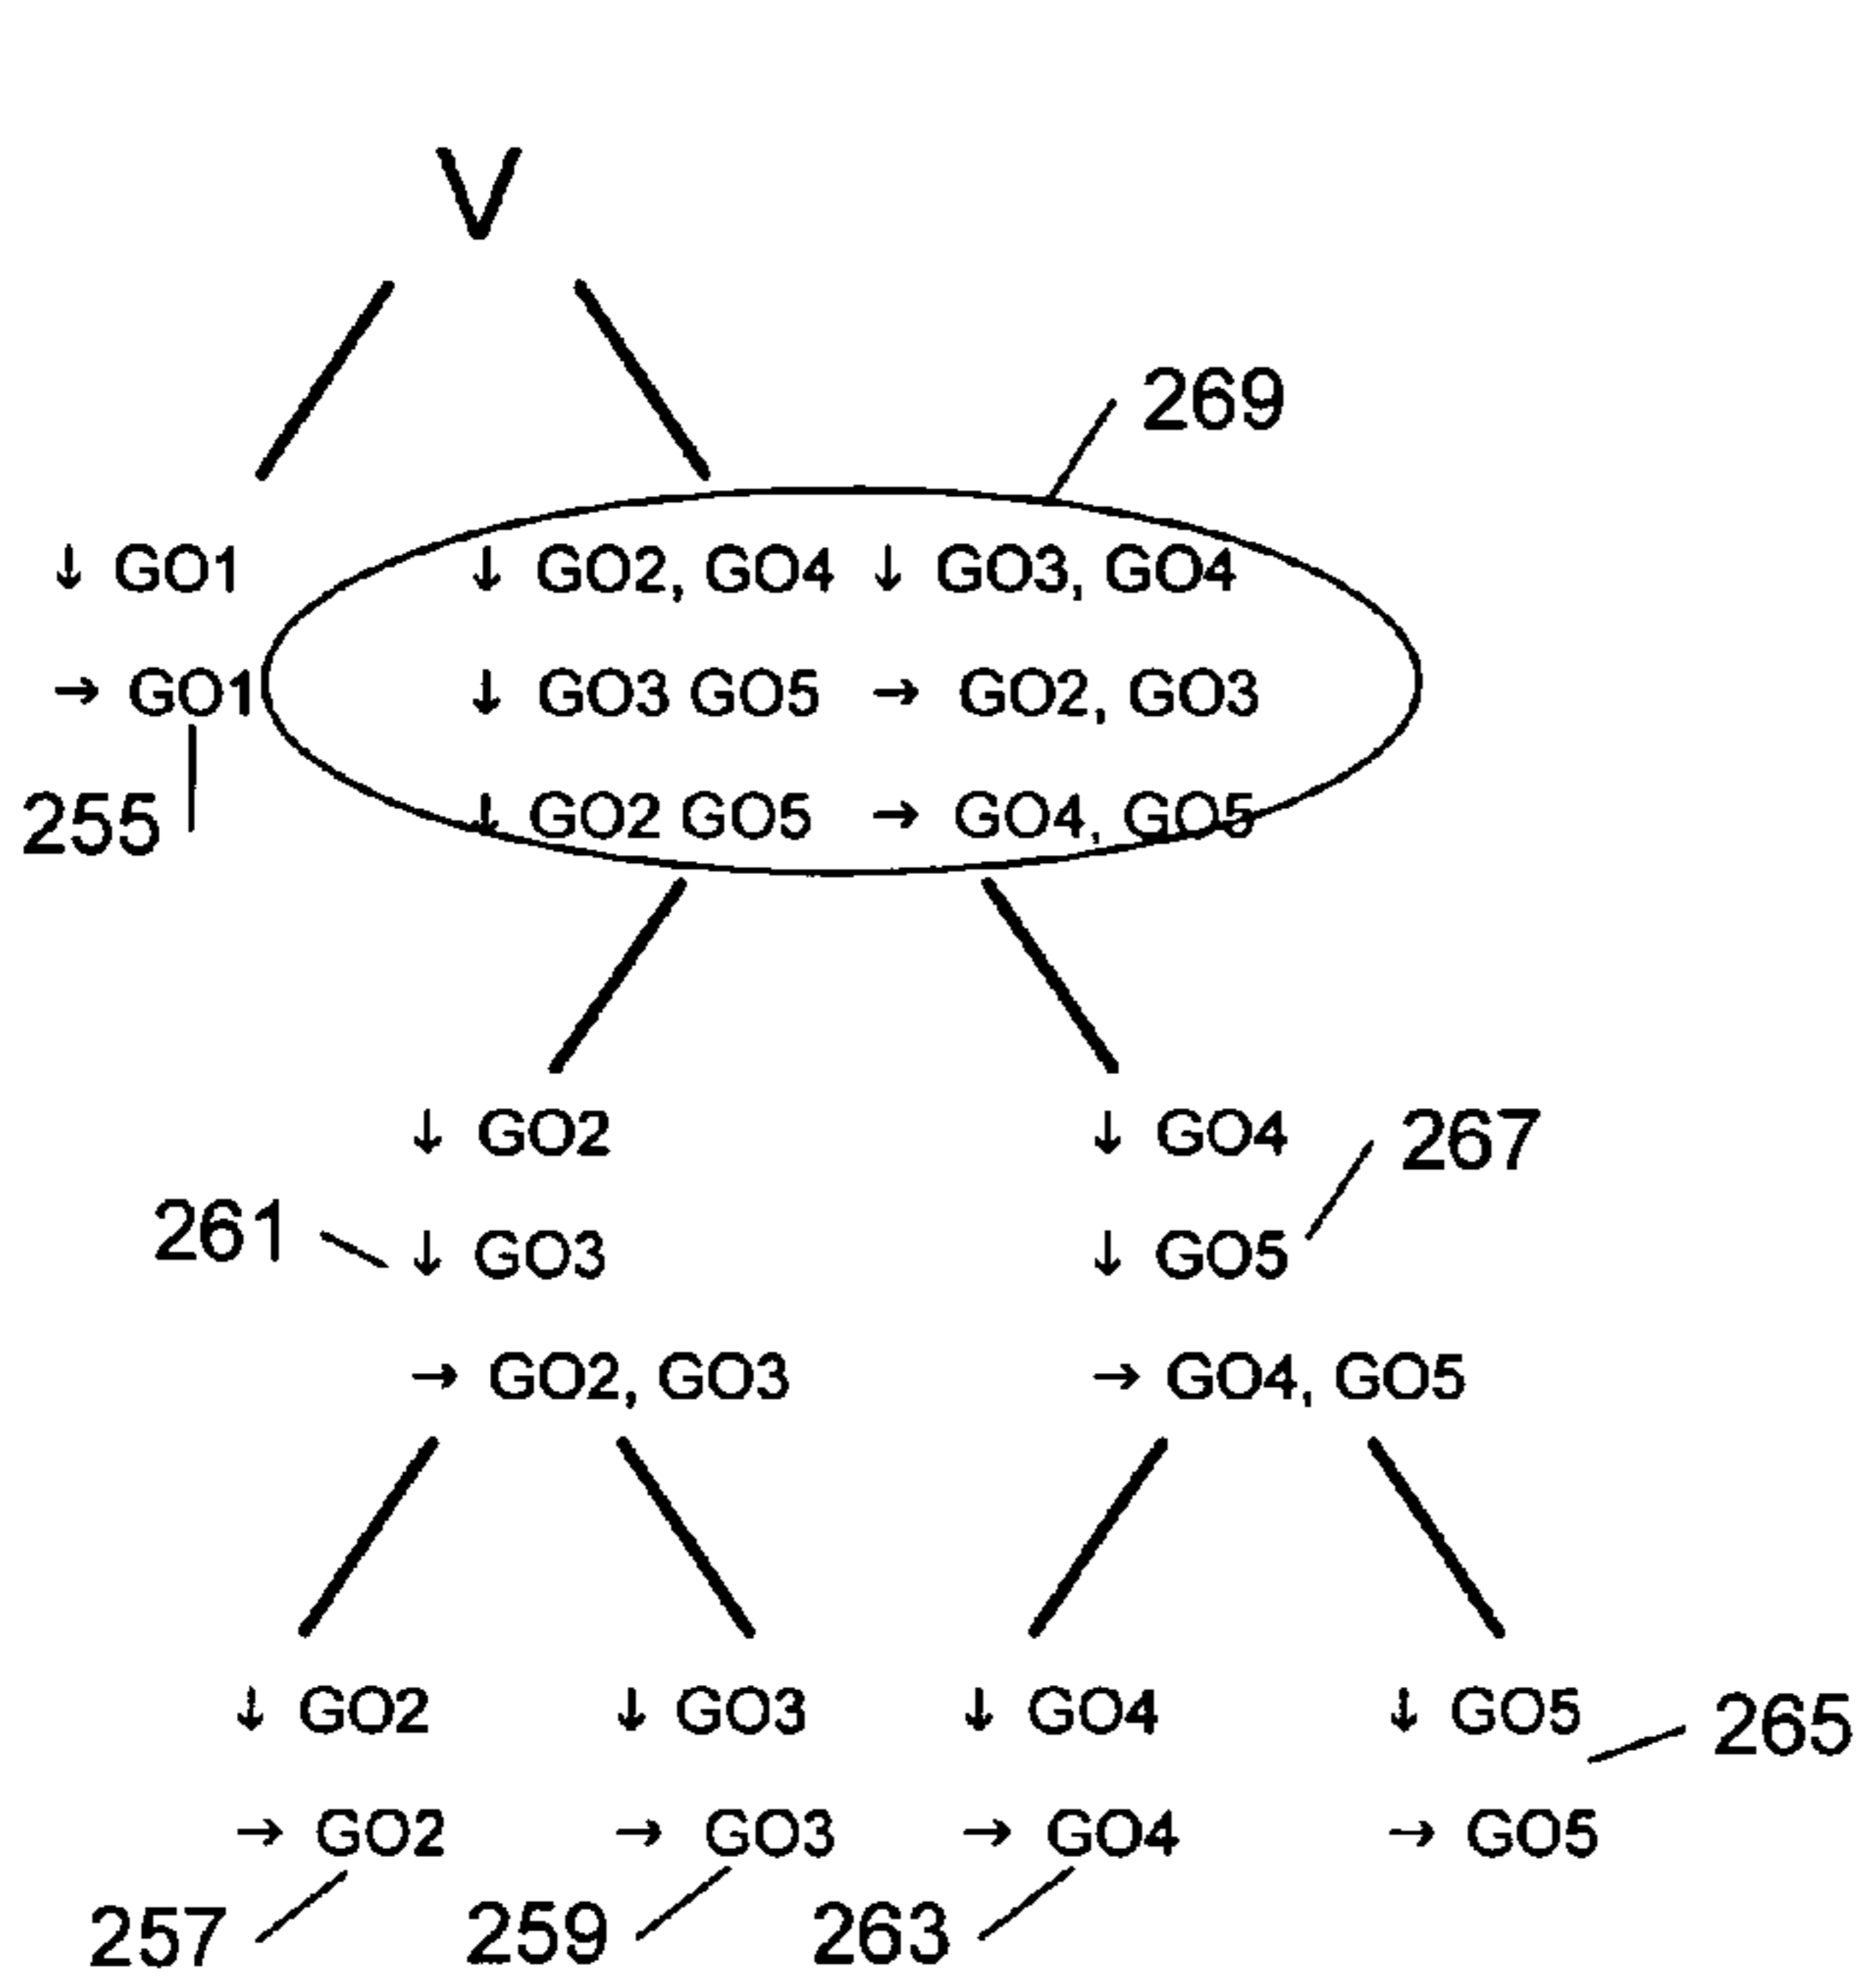 V
269
↓ GO1 ↓ GO2, GO4 ↓ GO3, GO4
→ GO1 ↓ GO3 GO5 → GO2, GO3
255 ↓ GO2 GO5 → GO4, GO5
↓ GO2 ↓ GO4 267
261 ↓ GO3 ↓ GO5
→ GO2, GO3 → GO4, GO5
↓ GO2 ↓ GO3 ↓ GO4 ↓ GO5 265
→ GO2 → GO3 → GO4 → GO5
257 259 263